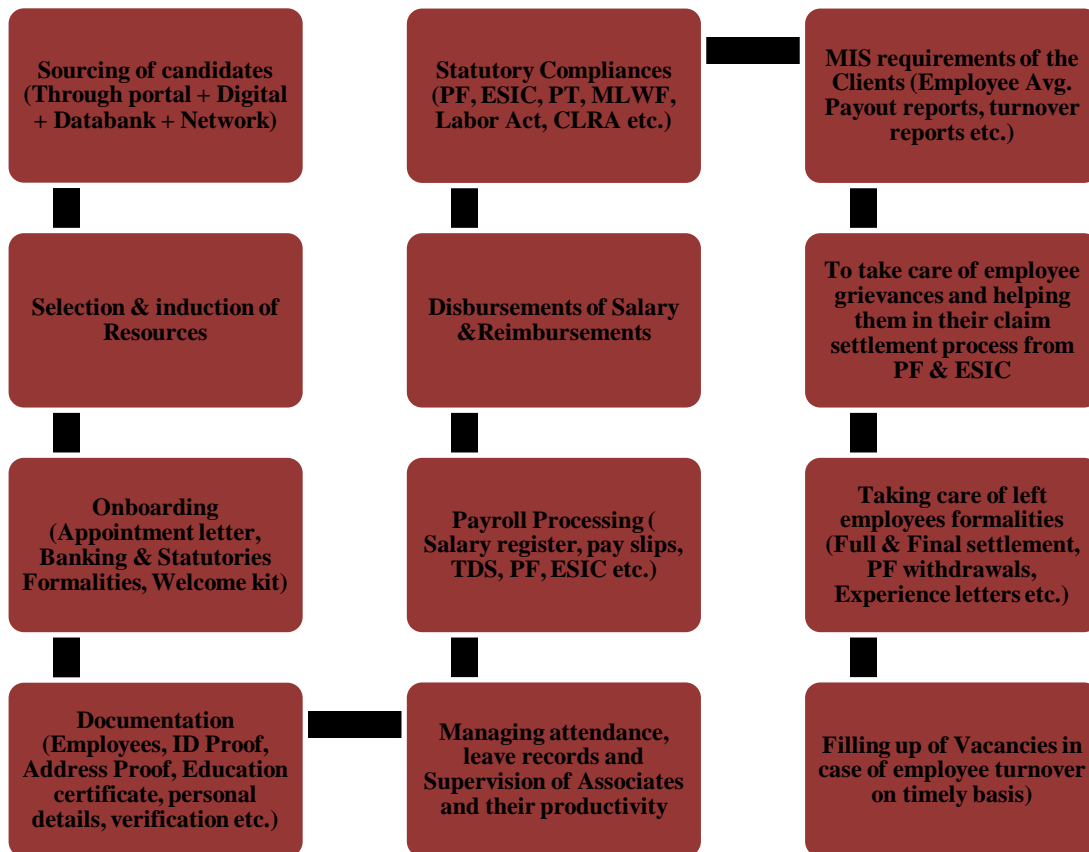 Sourcing of candidates
(Through portal + Digital
+ Databank + Network)
Selection & induction of
Resources
Onboarding
(Appointment letter,
Banking & Statutories
Formalities, Welcome kit)
Documentation
(Employees, ID Proof,
Address Proof, Education
certificate, personal
details, verification etc.)
Managing attendance,
leave records and
Supervision of Associates
and their productivity
Payroll Processing (
Salary register, pay slips,
TDS, PF, ESIC etc.)
Disbursements of Salary
&Reimbursements
Statutory Compliances
(PF, ESIC, PT, MLWF,
Labor Act, CLRA etc.)
MIS requirements of the
Clients (Employee Avg.
Payout reports, turnover
reports etc.)
To take care of employee
grievances and helping
them in their claim
settlement process from
PF & ESIC
Taking care of left
employees formalities
(Full & Final settlement,
PF withdrawals,
Experience letters etc.)
Filling up of Vacancies in
case of employee turnover
on timely basis)